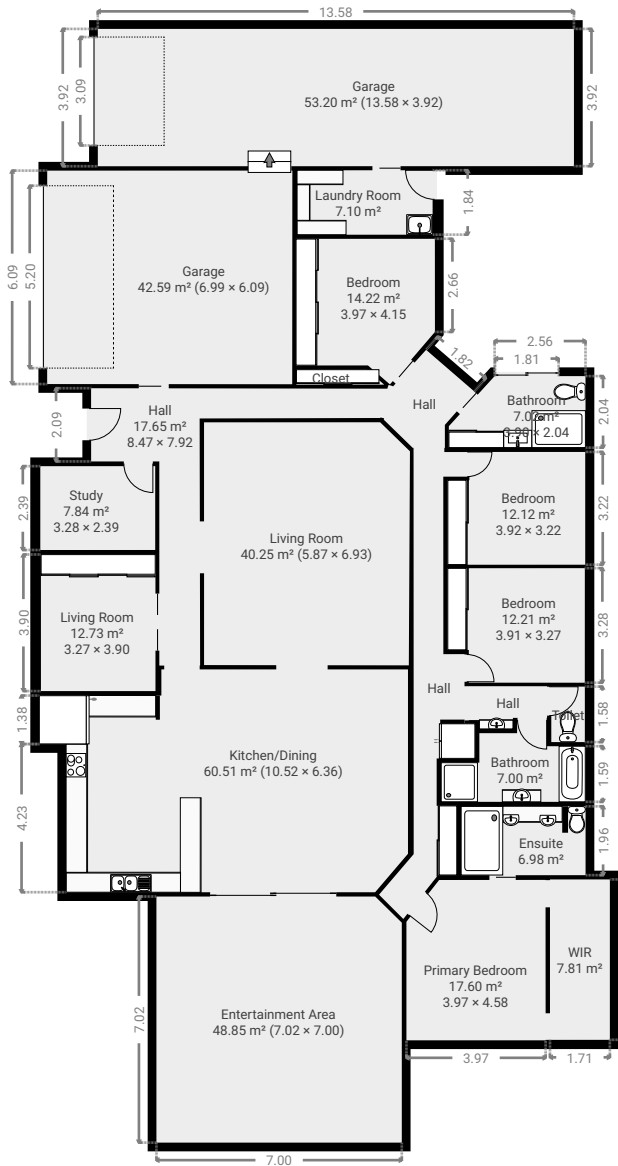 13.58
3.92
3.09
Garage
53.20 m² (13.58 × 3.92)
3.92
Laundry Room
7.10 m²
1.84
6.09
5.20
Garage
42.59 m² (6.99 × 6.09)
Bedroom
14.22 m²
3.97 × 4.15
2.66
Closet
1.82
2.56
1.81
Hall
17.65 m²
8.47 × 7.92
2.09
Hall
Bathroom
7.07 m²
3.90 × 2.04
2.04
Study
7.84 m²
3.28 × 2.39
2.39
Living Room
40.25 m² (5.87 × 6.93)
Bedroom
12.12 m²
3.92 × 3.22
3.22
Living Room
12.73 m²
3.27 × 3.90
3.90
Bedroom
12.21 m²
3.91 × 3.27
3.28
Hall
Hall
Toilet
1.58
1.38
Kitchen/Dining
60.51 m² (10.52 × 6.36)
4.23
Bathroom
7.00 m²
1.59
Ensuite
6.98 m²
1.96
Primary Bedroom
17.60 m²
3.97 × 4.58
WIR
7.81 m²
3.97
1.71
7.02
Entertainment Area
48.85 m² (7.02 × 7.00)
7.00